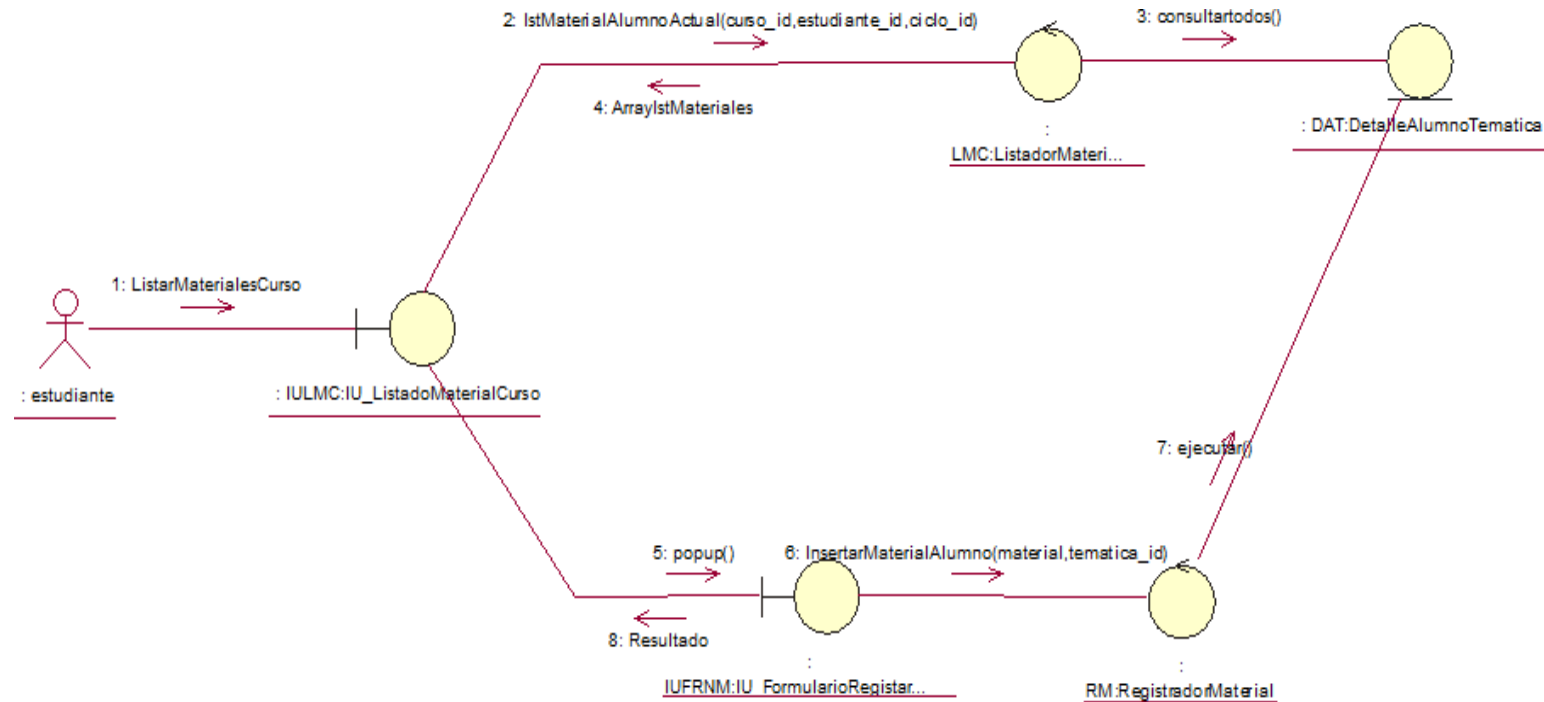 2: lstMaterialAlumnoActual(curso_id,estudiante_id,ciclo_id)
3: consultartodos()
4: ArraylstMateriales
:
LMC:ListadorMateri...
: DAT:DetalleAlumnoTematica
1: ListarMaterialesCurso
: estudiante
: IULMC:IU_ListadoMaterialCurso
7: ejecutar()
5: popup()
6: InsertarMaterialAlumno(material,tematica_id)
8: Resultado
:
IUFRNM:IU_FormularioRegistar...
:
RM:RegistradorMaterial